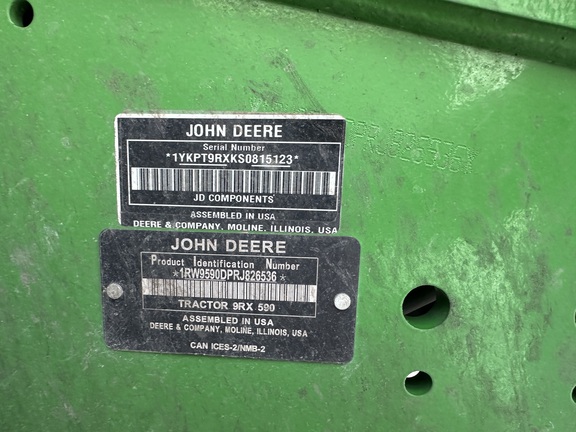 JOHN DEERE
Serial Number
*1YKPT9RXKS0815123*
JD COMPONENTS
ASSEMBLED IN USA
DEERE & COMPANY, MOLINE, ILLINOIS, USA
JOHN DEERE
Product Identification Number
*1RW9590DPRJ826536*
TRACTOR 9RX 590
ASSEMBLED IN USA
DEERE & COMPANY, MOLINE, ILLINOIS, USA
CAN ICES-2/NMB-2